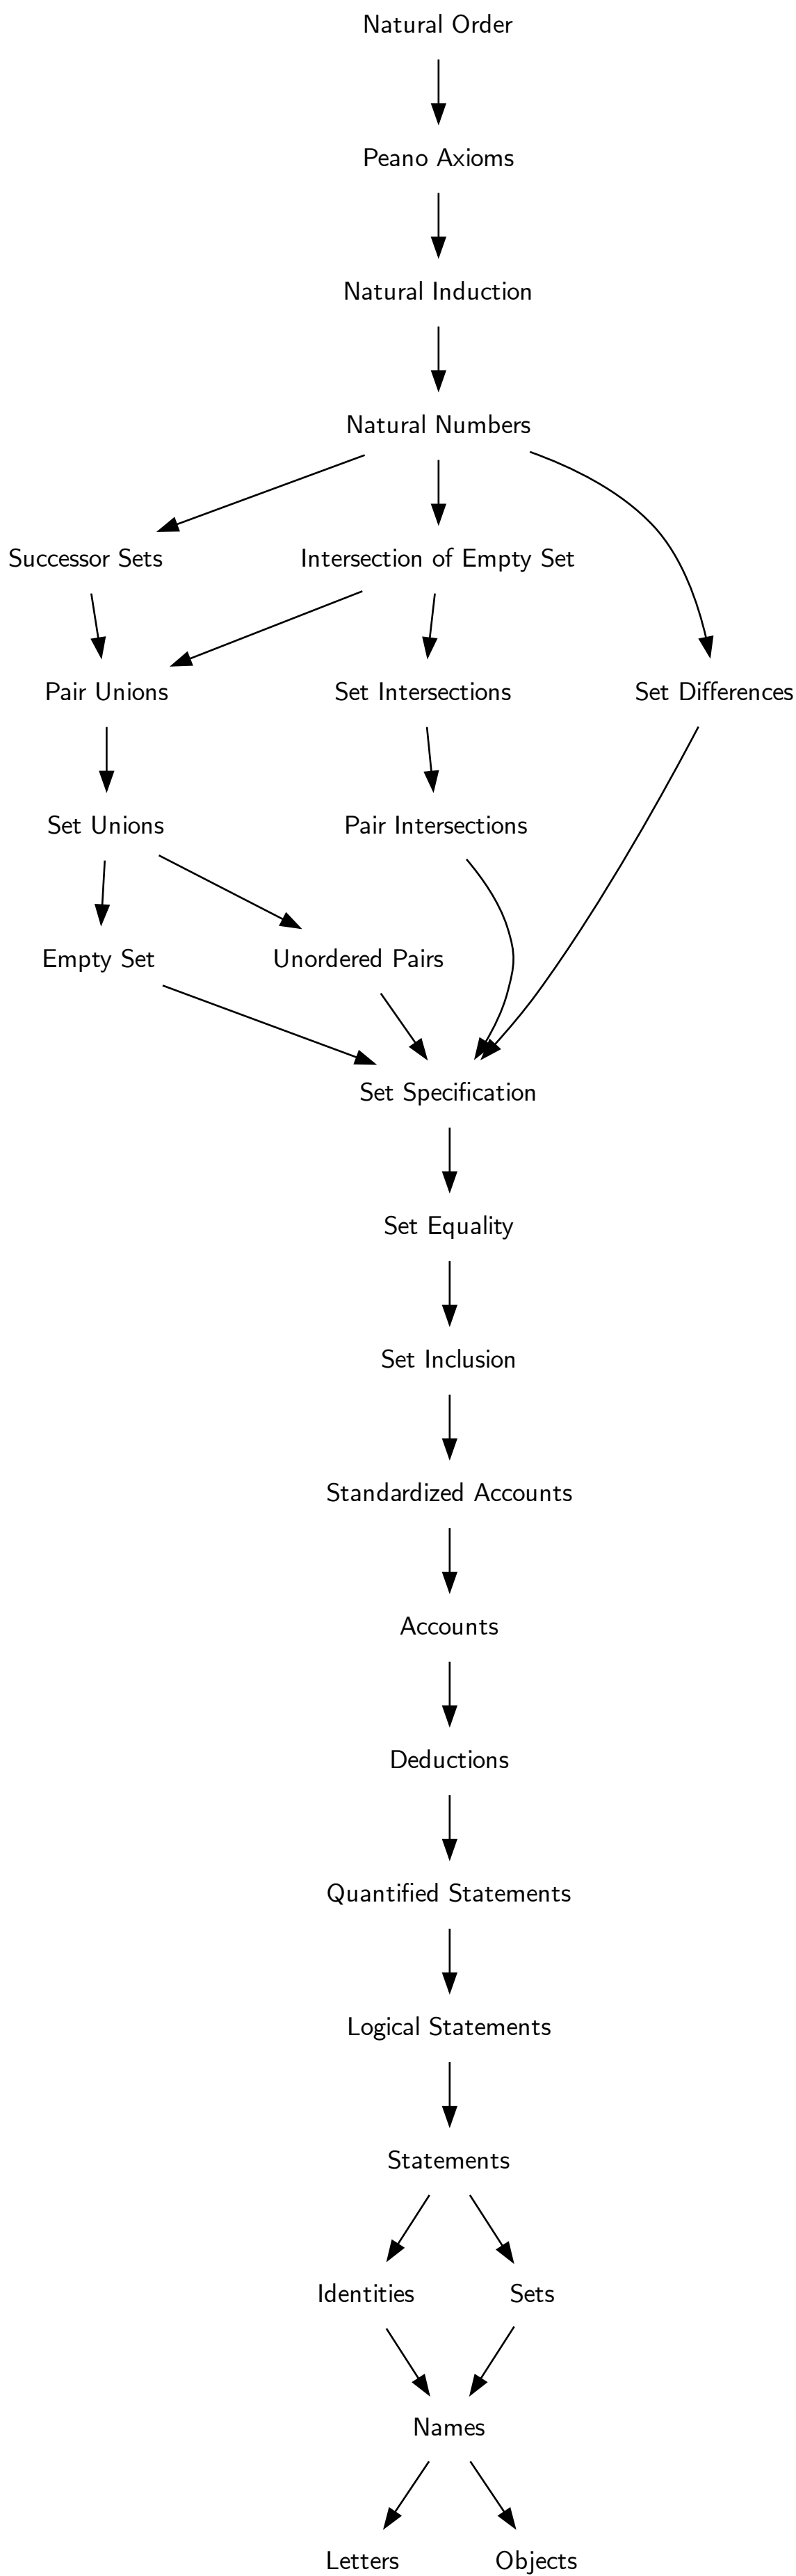 Natural Order
Peano Axioms
Natural Induction
Natural Numbers
Successor Sets
Intersection of Empty Set
Pair Unions
Set Intersections
Set Differences
Set Unions
Pair Intersections
Empty Set
Unordered Pairs
Set Specification
Set Equality
Set Inclusion
Standardized Accounts
Accounts
Deductions
Quantified Statements
Logical Statements
Statements
Identities
Sets
Names
Letters
Objects